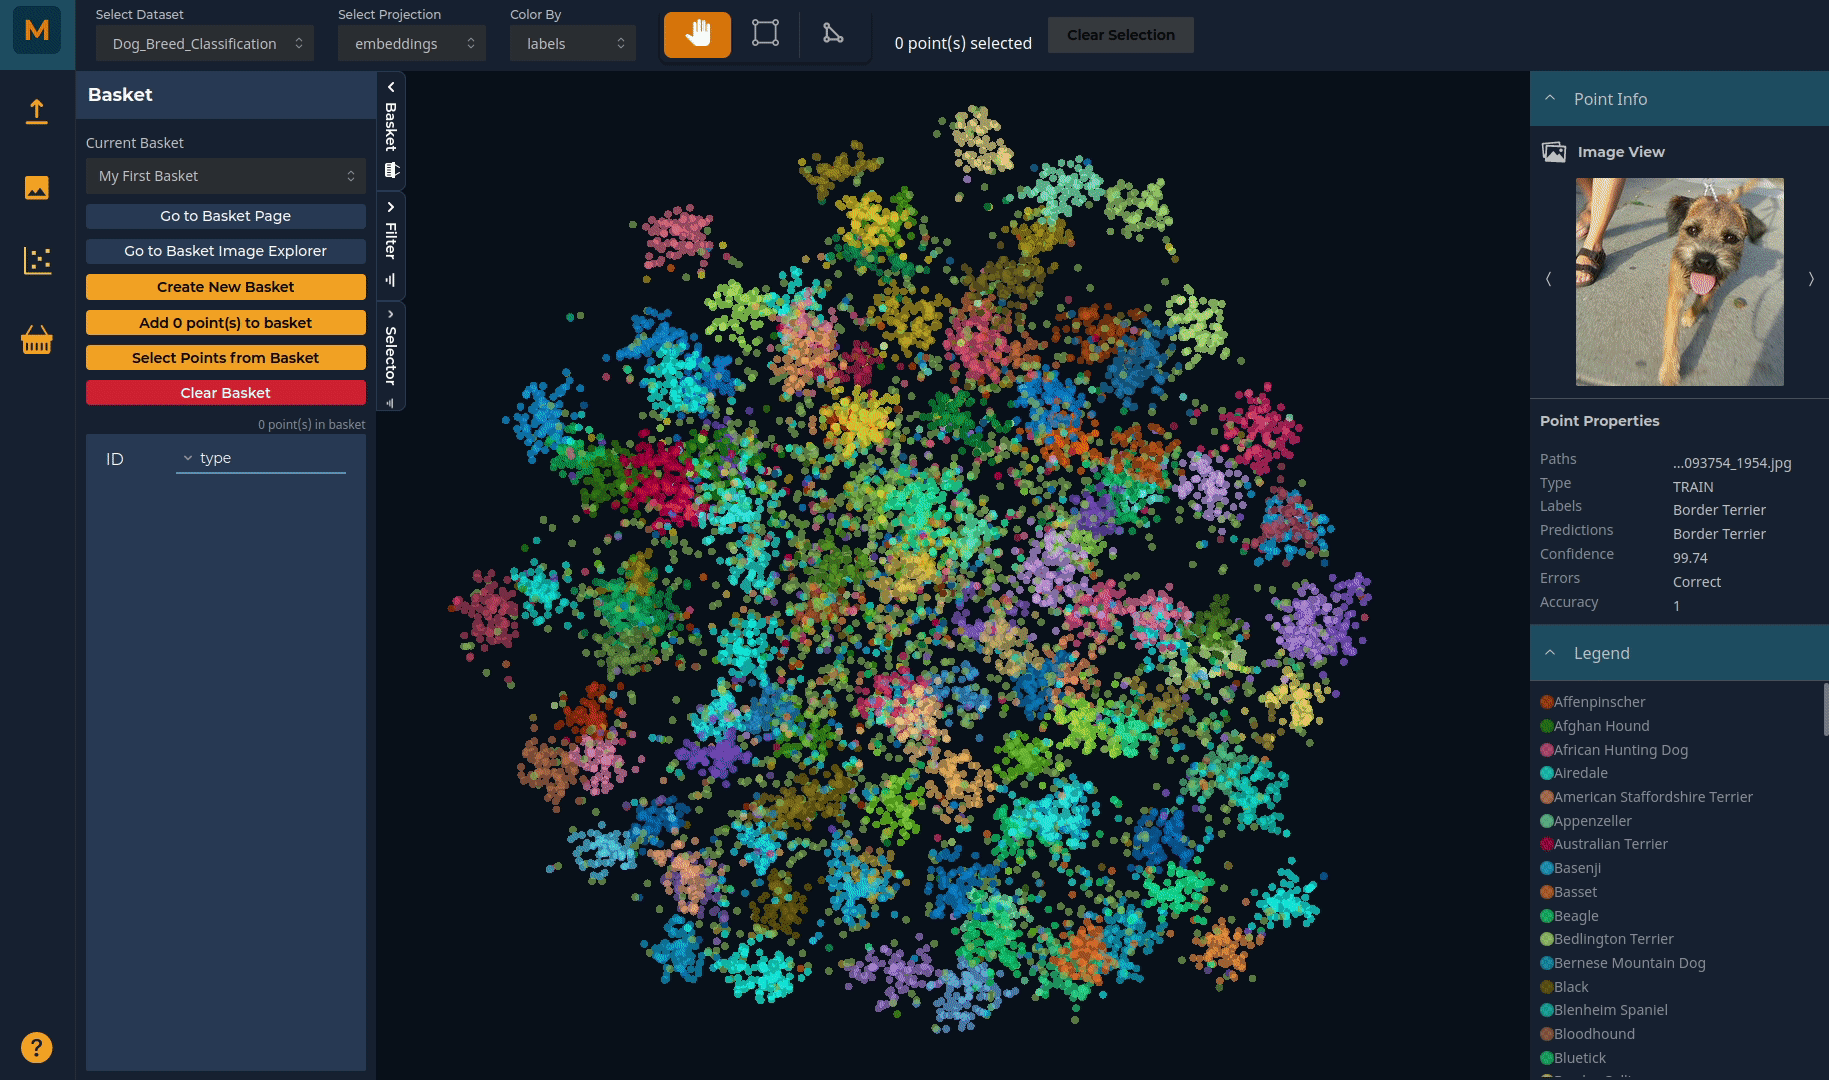 M
Select Dataset
Dog_Breed_Classification
Select Projection
embeddings
Color By
labels
0 point(s) selected
Clear Selection
Basket
Current Basket
My First Basket
Go to Basket Page
Go to Basket Image Explorer
Create New Basket
Add 0 point(s) to basket
Select Points from Basket
Clear Basket
0 point(s) in basket
ID
type
Basket
Filter
Selector
Point Info
Image View
Point Properties
Paths ...093754_1954.jpg
Type TRAIN
Labels Border Terrier
Predictions Border Terrier
Confidence 99.74
Errors Correct
Accuracy 1
Legend
Affenpinscher
Afghan Hound
African Hunting Dog
Airedale
American Staffordshire Terrier
Appenzeller
Australian Terrier
Basenji
Basset
Beagle
Bedlington Terrier
Bernese Mountain Dog
Black
Blenheim Spaniel
Bloodhound
Bluetick
?